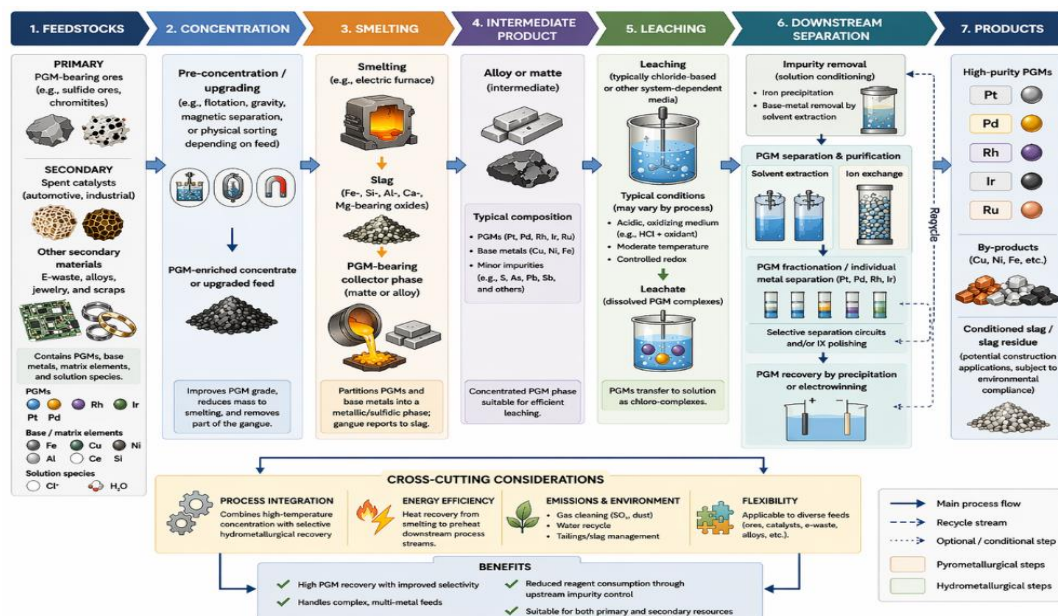 1. FEEDSTOCKS
2. CONCENTRATION
3. SMELTING
4. INTERMEDIATE
PRODUCT
5. LEACHING
6. DOWNSTREAM
SEPARATION
7. PRODUCTS
PRIMARY
PGM-bearing ores
(e.g., sulfide ores,
chromitites)
SECONDARY
Spent catalysts
(automotive, industrial)
Other secondary
materials
E-waste, alloys,
jewelry, and scraps
Contains PGMs, base
metals, matrix elements,
and solution species.
PGMs
Rh
Ir
Pt Pd
Base / matrix elements
Fe Cu Ni
Al Ce Si
Solution species
Cl⁻ H₂O
Pre-concentration /
upgrading
(e.g., flotation, gravity,
magnetic separation,
or physical sorting
depending on feed)
PGM-enriched concentrate
or upgraded feed
Improves PGM grade,
reduces mass to
smelting, and removes
part of the gangue.
Smelting
(e.g., electric furnace)
Slag
(Fe-, Si-, Al-, Ca-,
Mg-bearing oxides)
PGM-bearing
collector phase
(matte or alloy)
Partitions PGMs and
base metals into a
metallic/sulfidic phase;
gangue reports to slag.
Alloy or matte
(intermediate)
Typical composition
• PGMs (Pt, Pd, Rh, Ir, Ru)
• Base metals (Cu, Ni, Fe)
• Minor impurities
(e.g., S, As, Pb, Sb,
and others)
Concentrated PGM phase
suitable for efficient
leaching.
Leaching
(typically chloride-based
or other system-dependent
media)
Typical conditions
(may vary by process)
• Acidic, oxidizing medium
(e.g., HCl + oxidant)
• Moderate temperature
• Controlled redox
Leachate
(dissolved PGM complexes)
PGMs transfer to solution
as chloro-complexes.
Impurity removal
(solution conditioning)
• Iron precipitation
• Base-metal removal by
solvent extraction
PGM separation & purification
Solvent extraction
Ion exchange
PGM fractionation / individual
metal separation (Pt, Pd, Rh, Ir)
Selective separation circuits
and/or IX polishing
PGM recovery by precipitation
or electrowinning
+ −
Recycle
High-purity PGMs
Pt
Pd
Rh
Ir
Ru
By-products
(Cu, Ni, Fe, etc.)
Conditioned slag /
slag residue
(potential construction
applications, subject to
environmental
compliance)
CROSS-CUTTING CONSIDERATIONS
PROCESS INTEGRATION
Combines high-temperature
concentration with selective
hydrometallurgical recovery
ENERGY EFFICIENCY
Heat recovery from
smelting to preheat
downstream process
streams.
EMISSIONS & ENVIRONMENT
• Gas cleaning (SO₂, dust)
• Water recycle
• Tailings/slag management
FLEXIBILITY
Applicable to diverse feeds
(ores, catalysts, e-waste,
alloys, etc.).
BENEFITS
✓ High PGM recovery with improved selectivity
✓ Handles complex, multi-metal feeds
✓ Reduced reagent consumption through
upstream impurity control
✓ Suitable for both primary and secondary resources
Main process flow
Recycle stream
Optional / conditional step
Pyrometallurgical steps
Hydrometallurgical steps